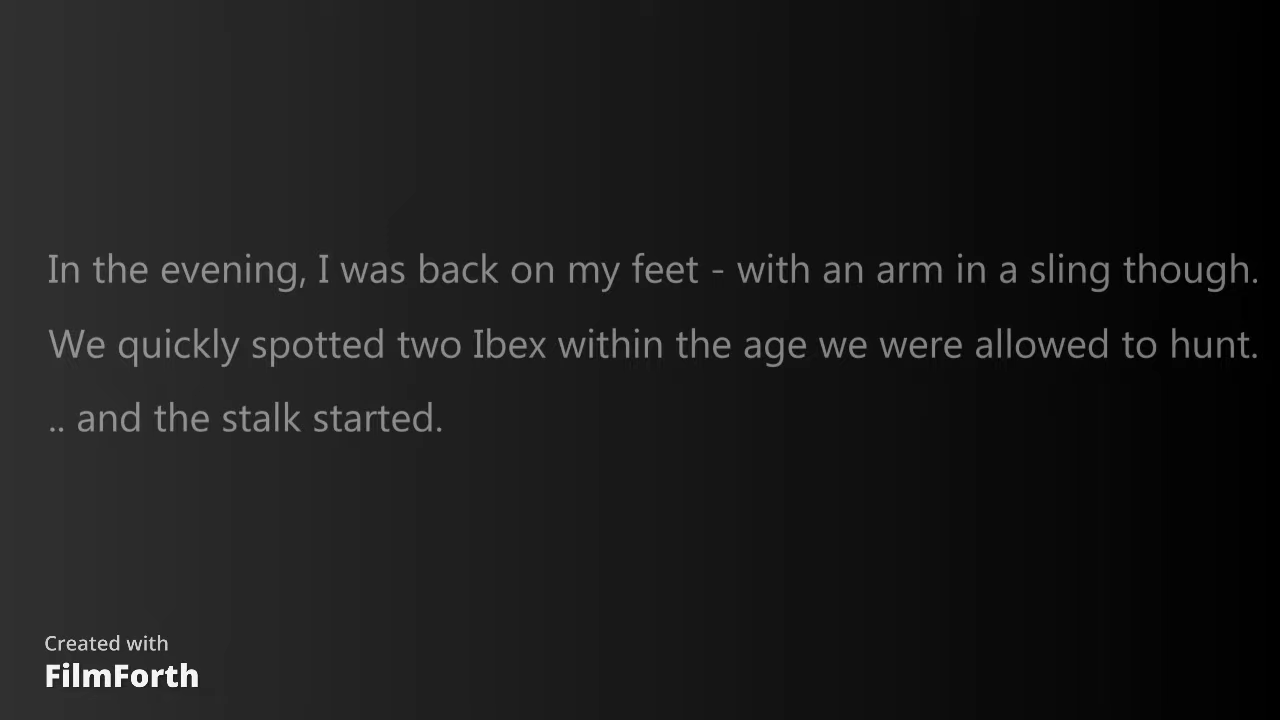 In the evening, I was back on my feet - with an arm in a sling though.
We quickly spotted two Ibex within the age we were allowed to hunt.
.. and the stalk started.
Created with
FilmForth